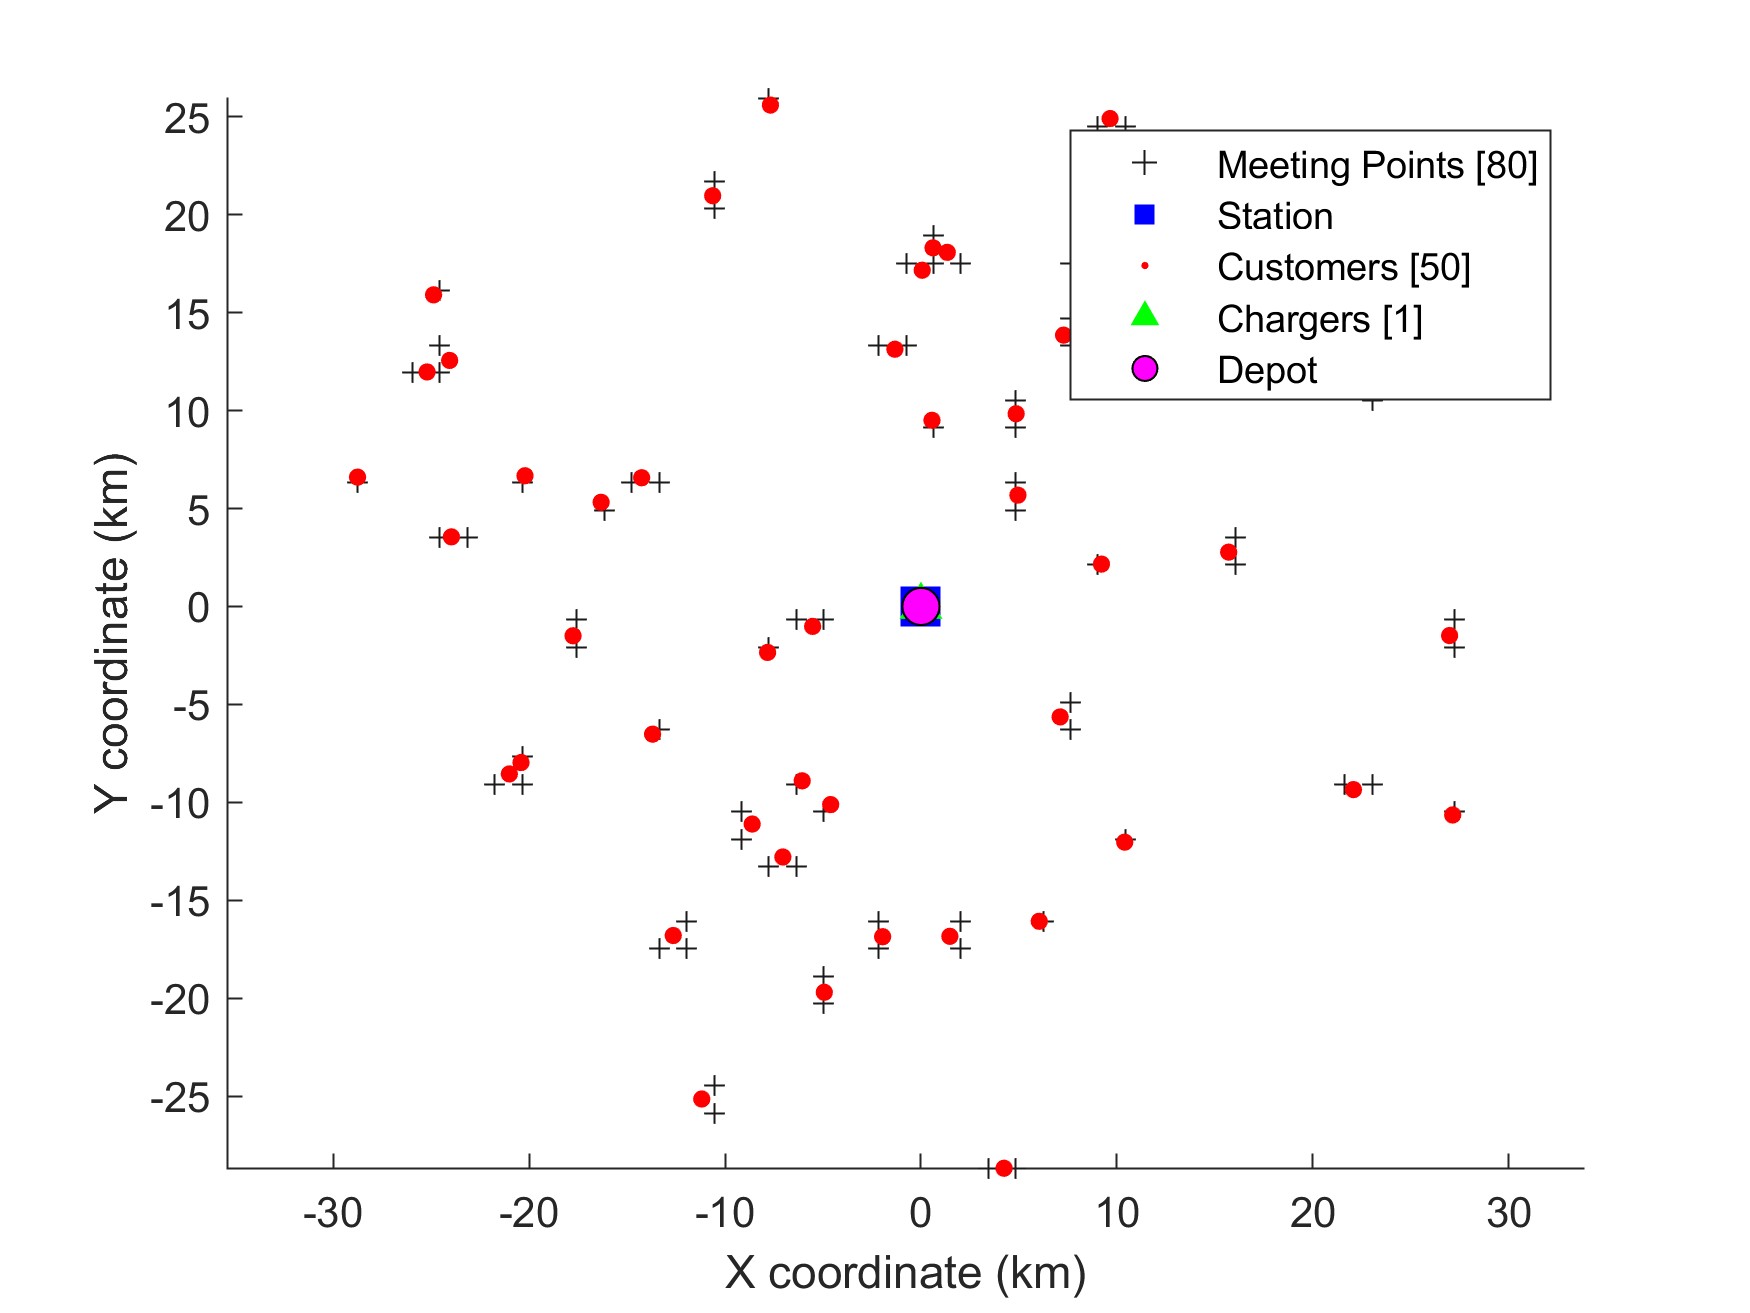 25
20
15
10
5
0
-5
-10
-15
-20
-25
Y coordinate (km)
Meeting Points [80]
Station
Customers [50]
Chargers [1]
Depot
-30 -20 -10 0 10 20 30
X coordinate (km)